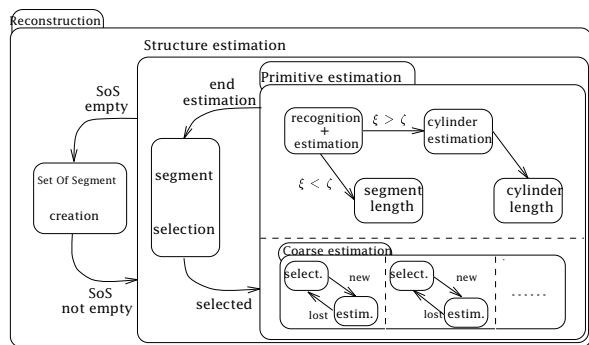 Reconstruction
Structure estimation
Primitive estimation
SoS
empty
end
estimation
recognition
+
estimation
ξ > ζ
cylinder
estimation
Set Of Segment
creation
segment
selection
ξ < ζ
segment
length
cylinder
length
SoS
not empty
selected
Coarse estimation
select.
new
lost
estim.
select.
new
lost
estim.
......